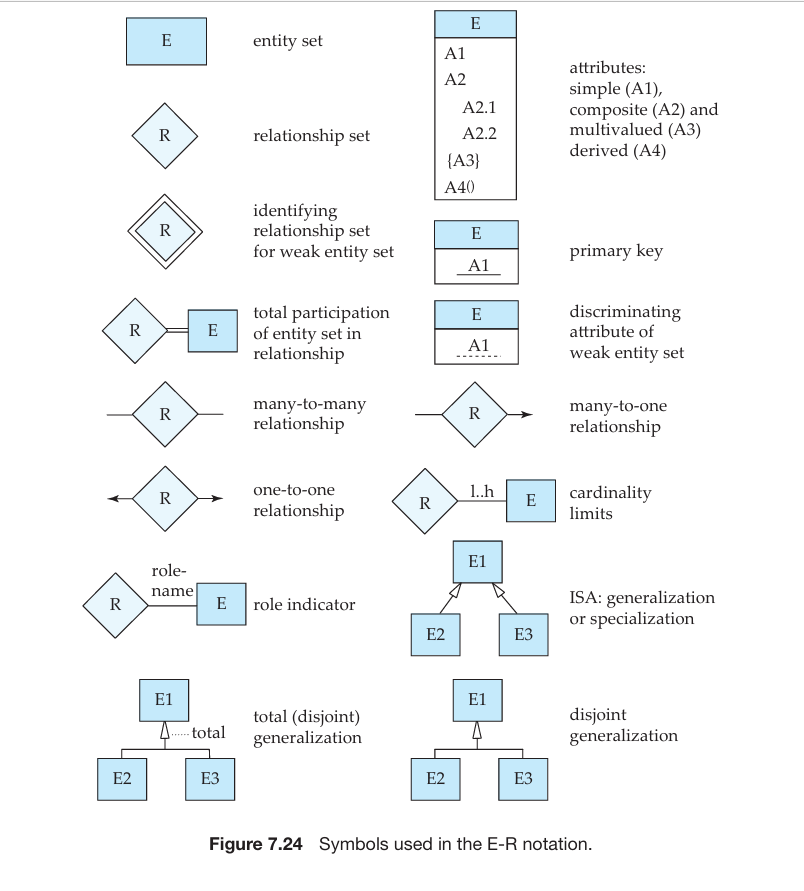 E
entity set
E
A1
A2
A2.1
A2.2
{A3}
A4()
attributes:
simple (A1),
composite (A2) and
multivalued (A3)
derived (A4)
R
relationship set
R
identifying
relationship set
for weak entity set
E
A1
primary key
R
E
total participation
of entity set in
relationship
E
A1
discriminating
attribute of
weak entity set
R
many-to-many
relationship
R
many-to-one
relationship
R
one-to-one
relationship
R
l..h
E
cardinality
limits
R
role-
name
E
role indicator
E1
E2
E3
ISA: generalization
or specialization
E1
total
E2
E3
total (disjoint)
generalization
E1
E2
E3
disjoint
generalization
Figure 7.24 Symbols used in the E-R notation.